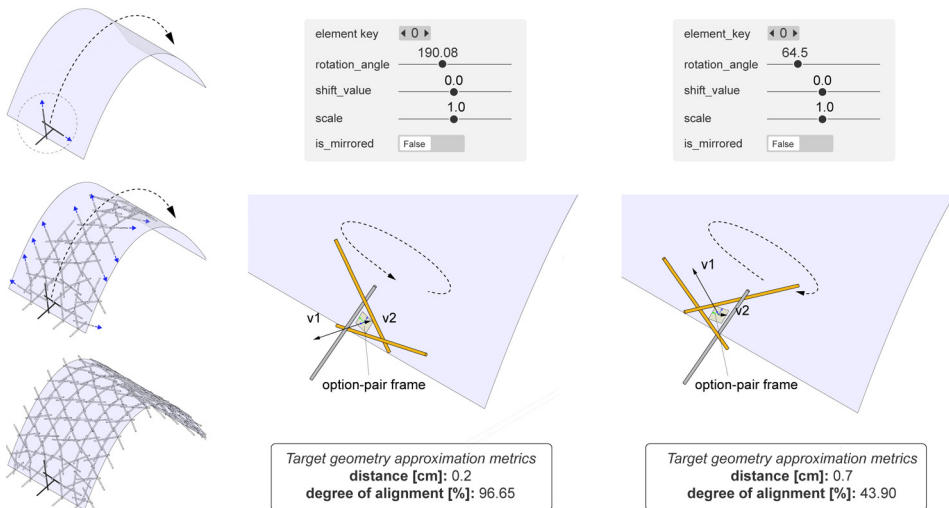 element key 0
rotation_angle 190.08
shift_value 0.0
scale 1.0
is_mirrored False
v1 v2
option-pair frame
Target geometry approximation metrics
distance [cm]: 0.2
degree of alignment [%]: 96.65
element_key 0
rotation_angle 64.5
shift_value 0.0
scale 1.0
is_mirrored False
v1
v2
option-pair frame
Target geometry approximation metrics
distance [cm]: 0.7
degree of alignment [%]: 43.90